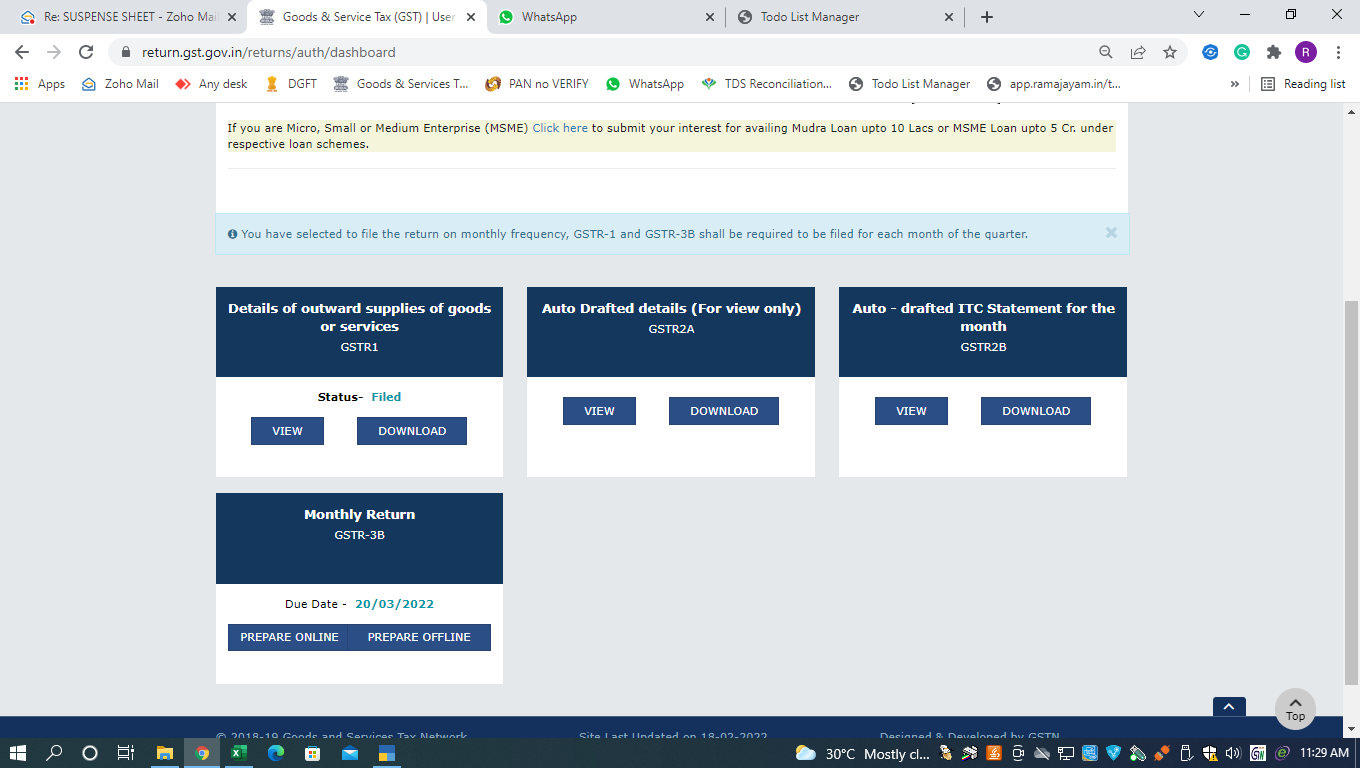 Re: SUSPENSE SHEET - Zoho Mai
Goods & Service Tax (GST) | User
WhatsApp
Todo List Manager
return.gst.gov.in/returns/auth/dashboard
R
Apps
Zoho Mail
Any desk
DGFT
Goods & Services T...
PAN no VERIFY
WhatsApp
TDS Reconciliation...
Todo List Manager
app.ramajayam.in/t...
»
Reading list
If you are Micro, Small or Medium Enterprise (MSME) Click here to submit your interest for availing Mudra Loan upto 10 Lacs or MSME Loan upto 5 Cr. under
respective loan schemes.
You have selected to file the return on monthly frequency, GSTR-1 and GSTR-3B shall be required to be filed for each month of the quarter.
Details of outward supplies of goods
or services
GSTR1
Status- Filed
VIEW
DOWNLOAD
Auto Drafted details (For view only)
GSTR2A
VIEW
DOWNLOAD
Auto - drafted ITC Statement for the
month
GSTR2B
VIEW
DOWNLOAD
Monthly Return
GSTR-3B
Due Date - 20/03/2022
PREPARE ONLINE
PREPARE OFFLINE
Top
© 2018-19 Goods and Services Tax Network
Site Last Updated on 18-02-2022
Designed & Developed by GSTN
30°C Mostly cl...
11:29 AM